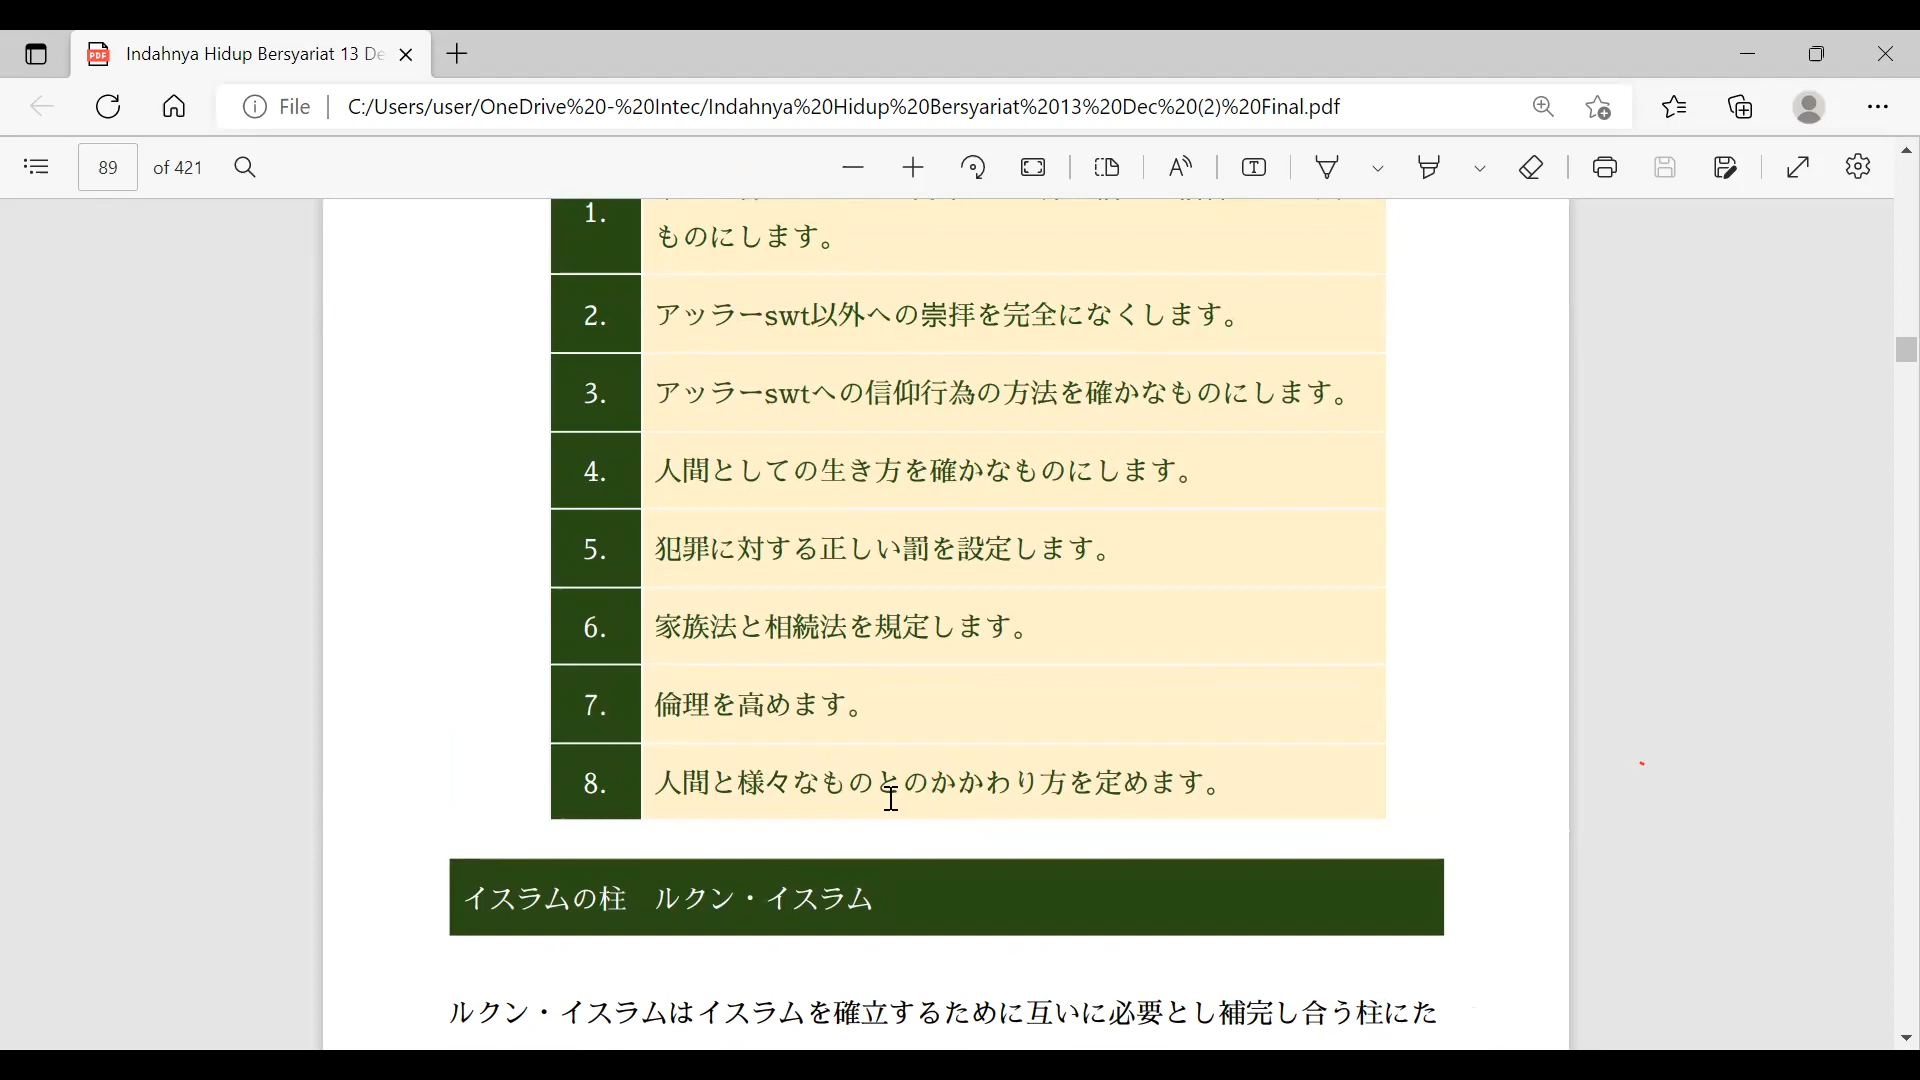 Indahnya Hidup Bersyariat 13 De
File
C:/Users/user/OneDrive%20-%20Intec/Indahnya%20Hidup%20Bersyariat%2013%20Dec%20(2)%20Final.pdf
89 of 421
1.
ものにします。
2. アッラーswt以外への崇拝を完全になくします。
3. アッラーswtへの信仰行為の方法を確かなものにします。
4. 人間としての生き方を確かなものにします。
5. 犯罪に対する正しい罰を設定します。
6. 家族法と相続法を規定します。
7. 倫理を高めます。
8. 人間と様々なものとのかかわり方を定めます。
イスラムの柱　ルクン・イスラム
ルクン・イスラムはイスラムを確立するために互いに必要とし補完し合う柱にた